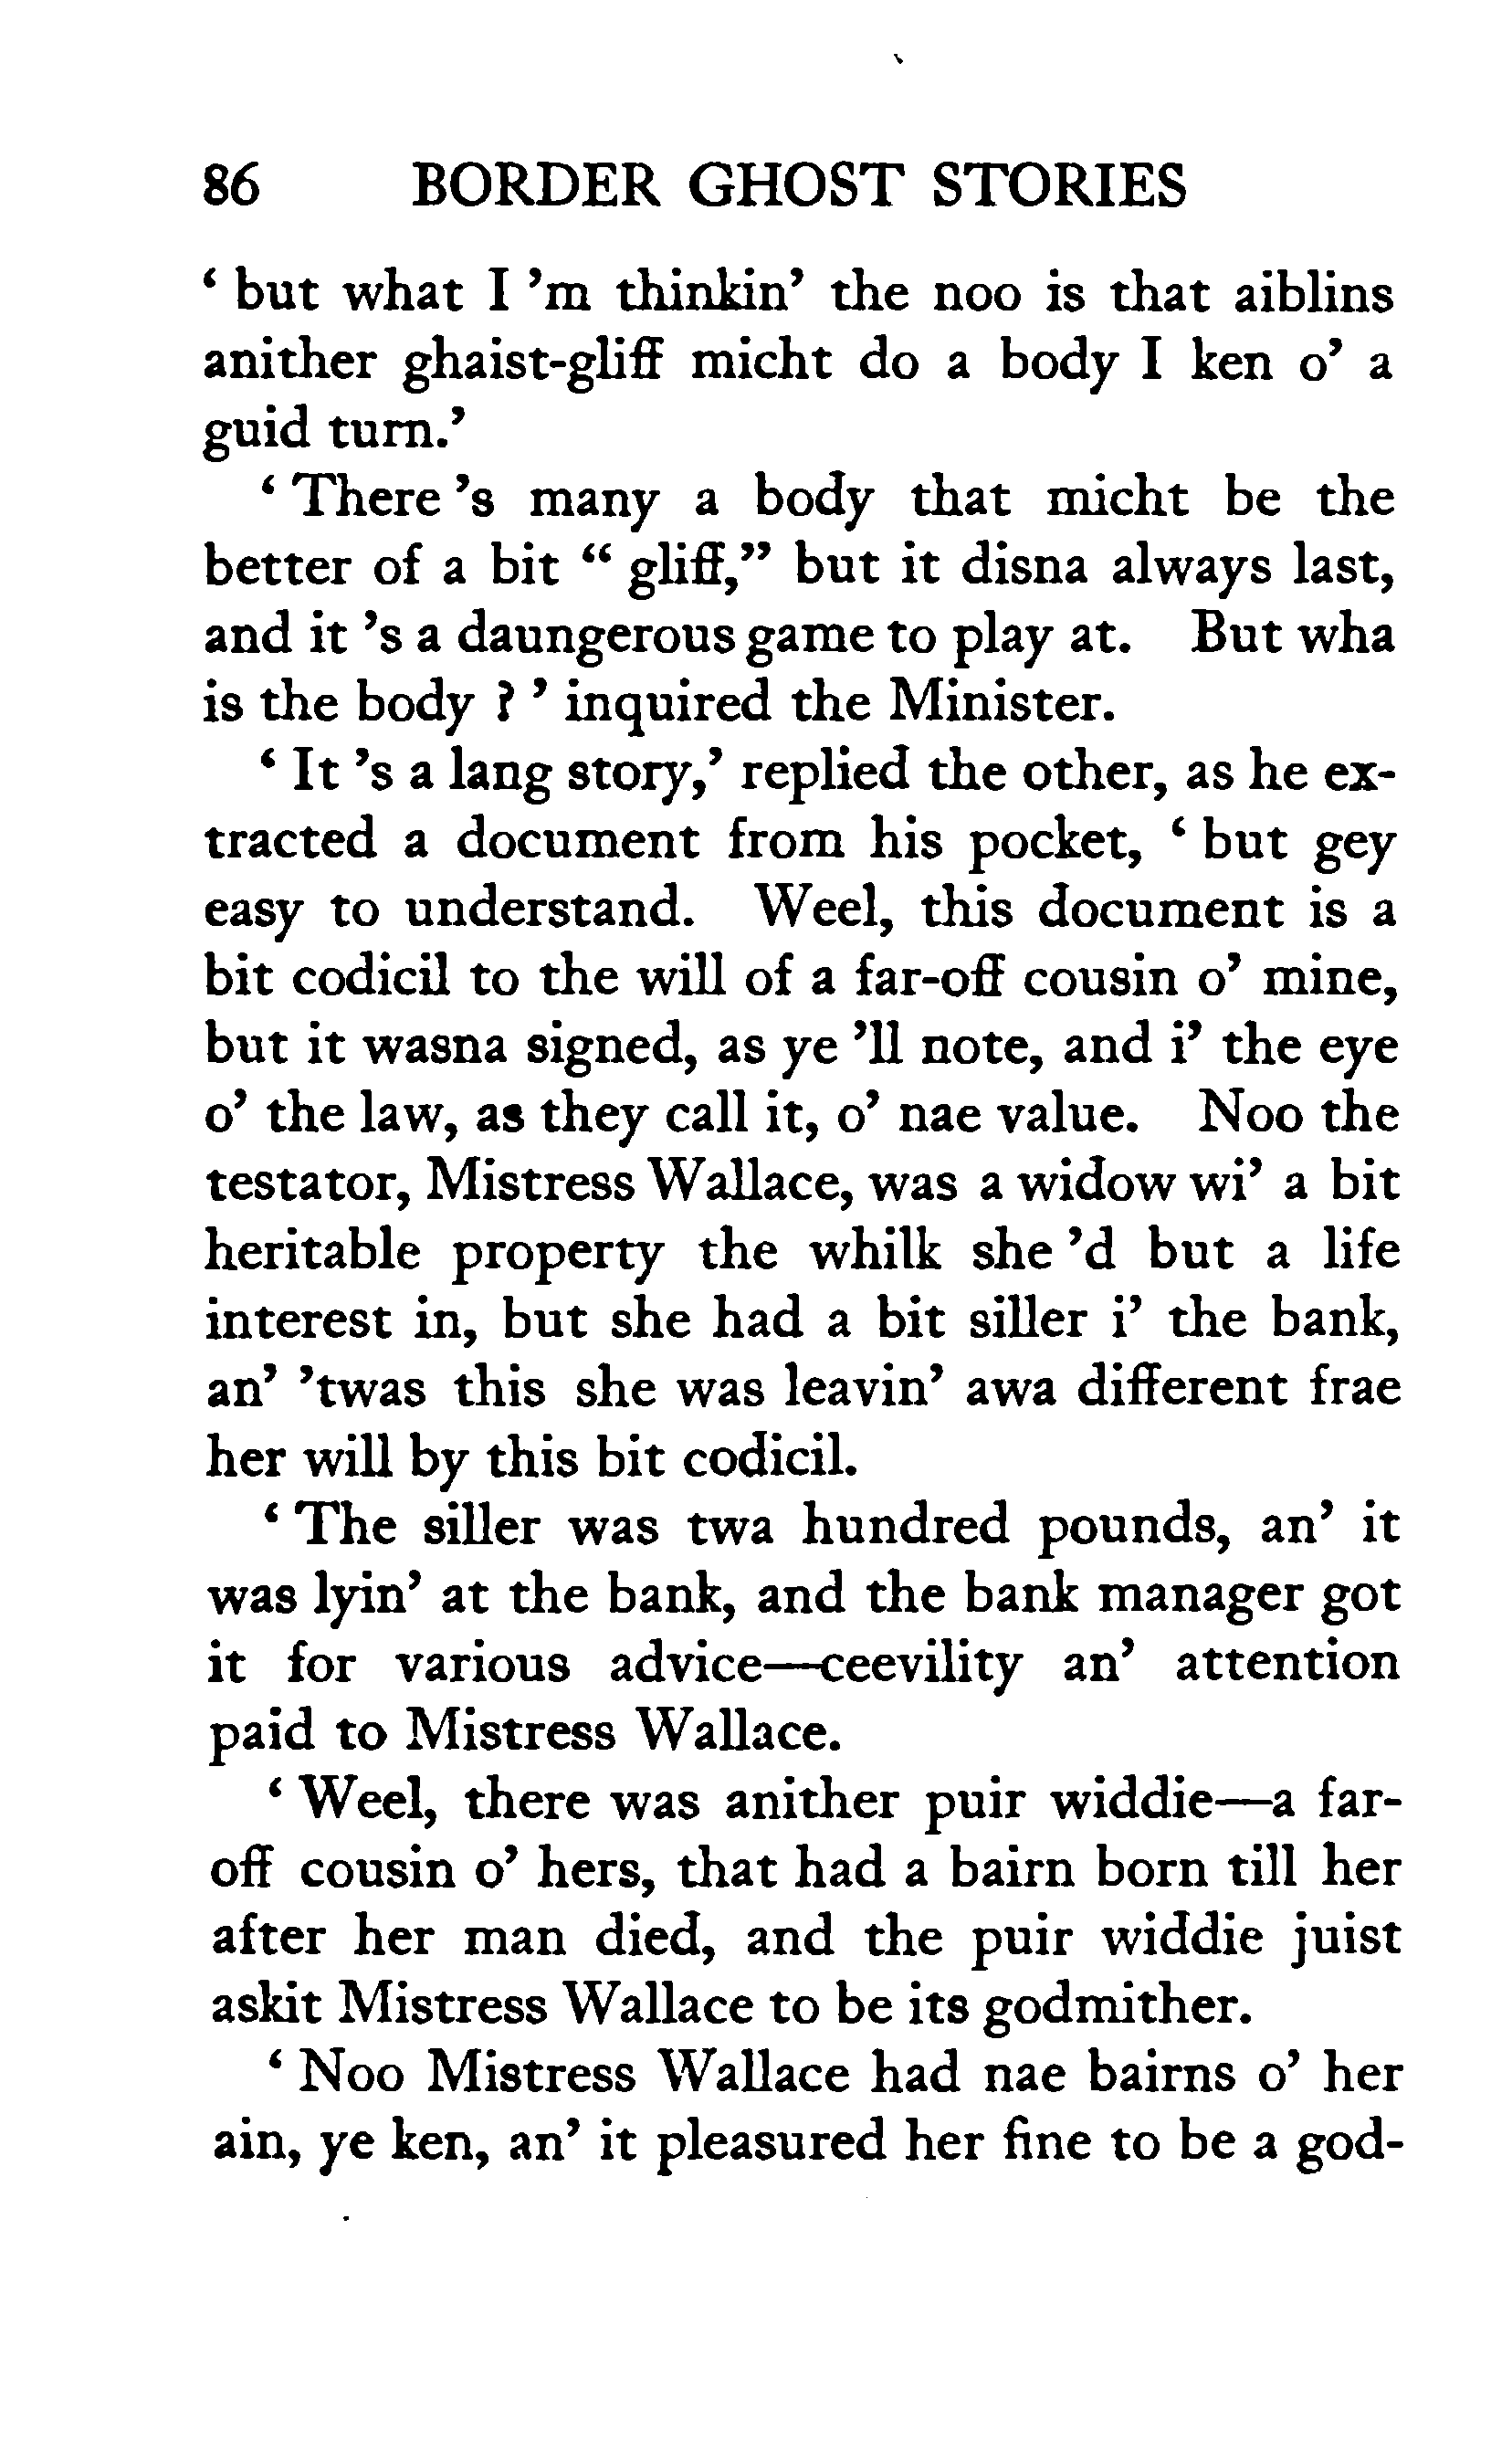 86 BORDER GHOST STORIES
‘ but what I ’m thinkin’ the noo is that aiblins
anither ghaist-gliff micht do a body I ken o’ a
guid turn.’
‘ There ’s many a body that micht be the
better of a bit “ gliff,” but it disna always last,
and it ’s a daungerous game to play at. But wha
is the body ? ’ inquired the Minister.
‘ It ’s a lang story,’ replied the other, as he ex-
tracted a document from his pocket, ‘ but gey
easy to understand. Weel, this document is a
bit codicil to the will of a far-off cousin o’ mine,
but it wasna signed, as ye ’ll note, and i’ the eye
o’ the law, as they call it, o’ nae value. Noo the
testator, Mistress Wallace, was a widow wi’ a bit
heritable property the whilk she ’d but a life
interest in, but she had a bit siller i’ the bank,
an’ ’twas this she was leavin’ awa different frae
her will by this bit codicil.
‘ The siller was twa hundred pounds, an’ it
was lyin’ at the bank, and the bank manager got
it for various advice—ceevility an’ attention
paid to Mistress Wallace.
‘ Weel, there was anither puir widdie—a far-
off cousin o’ hers, that had a bairn born till her
after her man died, and the puir widdie juist
askit Mistress Wallace to be its godmither.
‘ Noo Mistress Wallace had nae bairns o’ her
ain, ye ken, an’ it pleasured her fine to be a god-